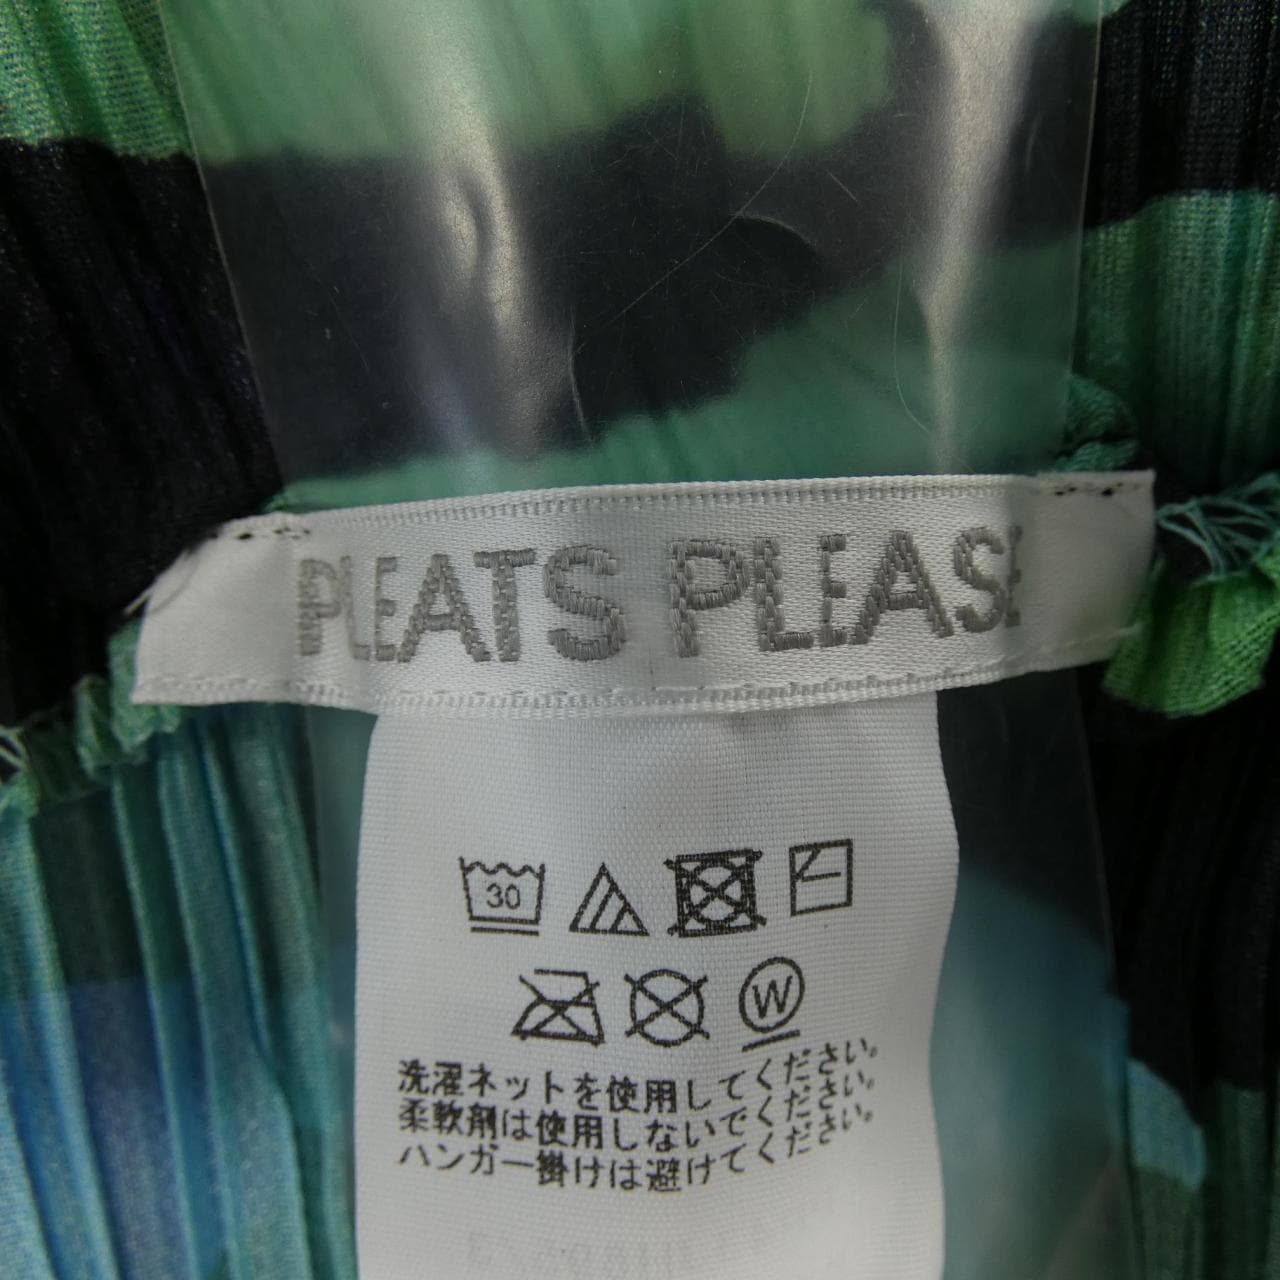 PLEATS PLEASE
30
W
洗濯ネットを使用してください。
柔軟剤は使用しないでください。
ハンガー掛けは避けてください。